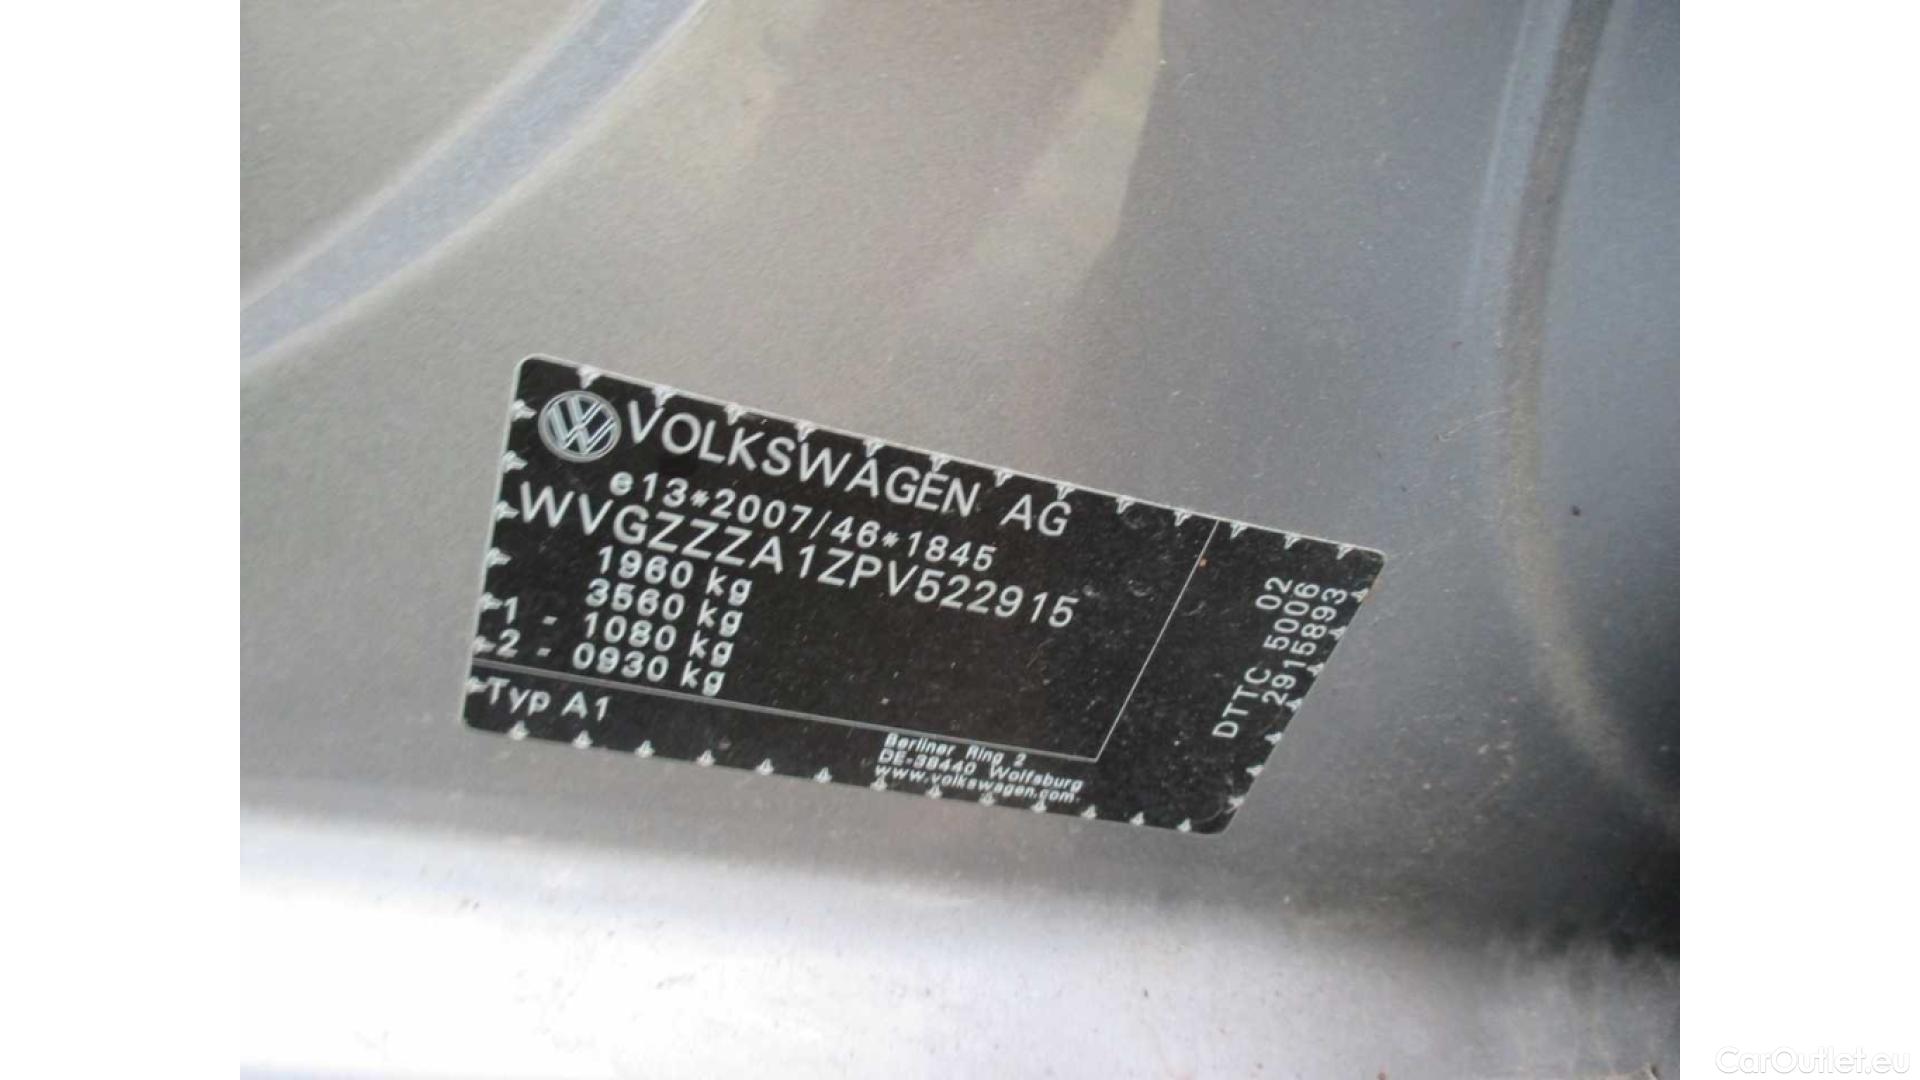 VOLKSWAGEN AG
e13*2007/46*1845
WVGZZZA1ZPV522915
1960 kg
3560 kg
1 - 1080 kg
2 - 0930 kg
Typ A1
Berliner Ring 2
DE-38440 Wolfsburg
www.volkswagen.com
DTTC 5006 02
29158893
CarOutlet.eu